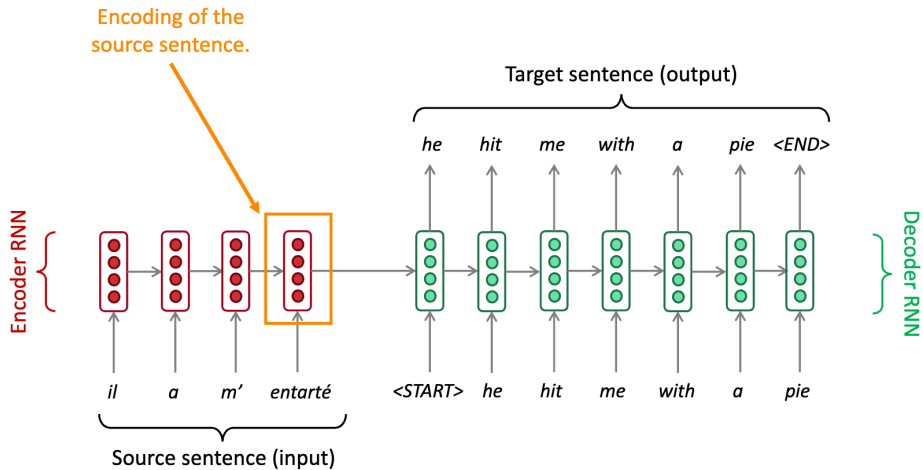 Encoding of the
source sentence.
Target sentence (output)
he hit me with a pie <END>
Encoder RNN
Decoder RNN
il a m’ entarté <START> he hit me with a pie
Source sentence (input)